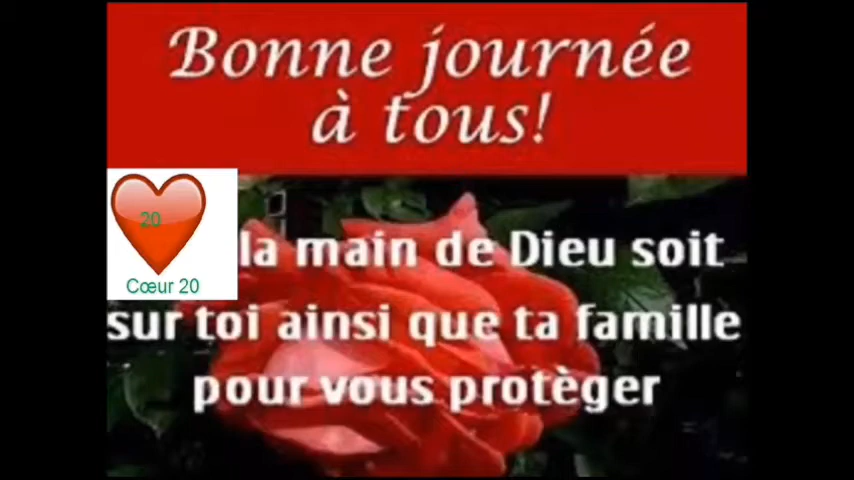 Bonne journée
à tous!
20
Cœur 20
la main de Dieu soit
sur toi ainsi que ta famille
pour vous protèger